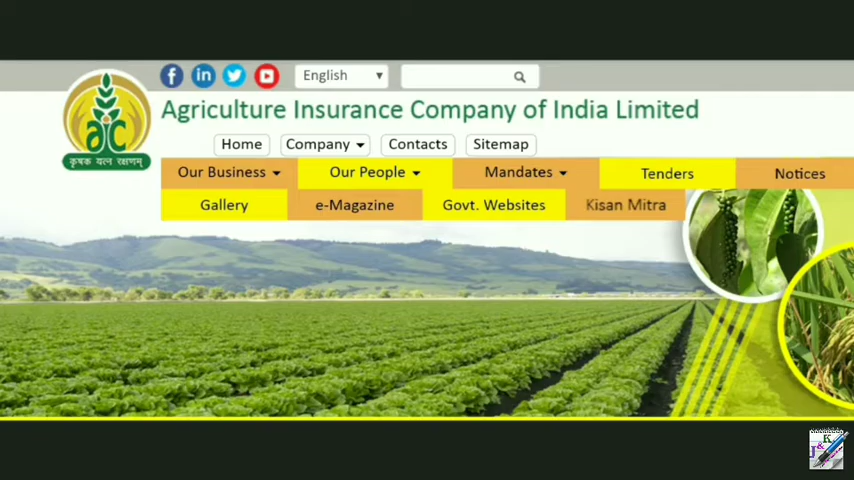 English
Agriculture Insurance Company of India Limited
Home Company Contacts Sitemap
Our Business Our People Mandates Tenders Notices
Gallery e-Magazine Govt. Websites Kisan Mitra
aic
कृषक यत्न रक्षणम्
J&K